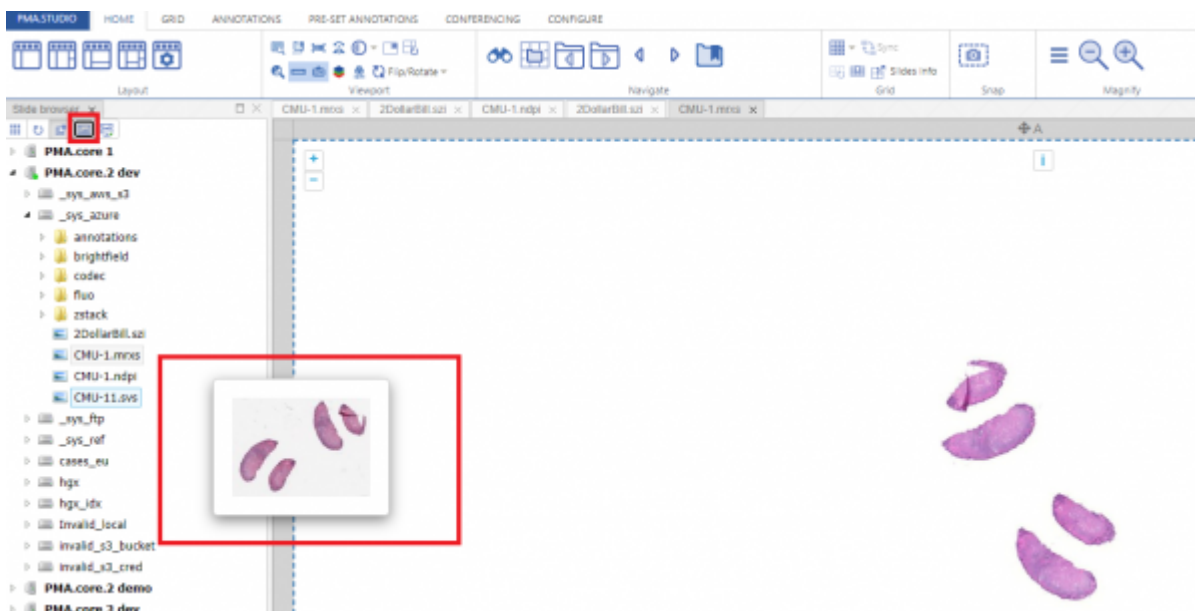 PMA.STUDIO HOME GRID ANNOTATIONS PRE-SET ANNOTATIONS CONFERENCING CONFIGURE
Sync
Flip/Rotate
Slides info
Layout Viewport Navigate Grid Snap Magnify
Slide browser CMU-1.mrxs 2DollarBill.szi CMU-1.ndpi 2DollarBill.szi CMU-1.mrxs
A
PMA.core 1
PMA.core.2 dev
_sys_aws_s3
_sys_azure
annotations
brightfield
codec
fluo
zstack
2DollarBill.szi
CMU-1.mrxs
CMU-1.ndpi
CMU-11.svs
_sys_ftp
_sys_ref
cases_eu
hgx
hgx_idx
Invalid_local
invalid_s3_bucket
invalid_s3_cred
PMA.core.2 demo
PMA.core.3 dev